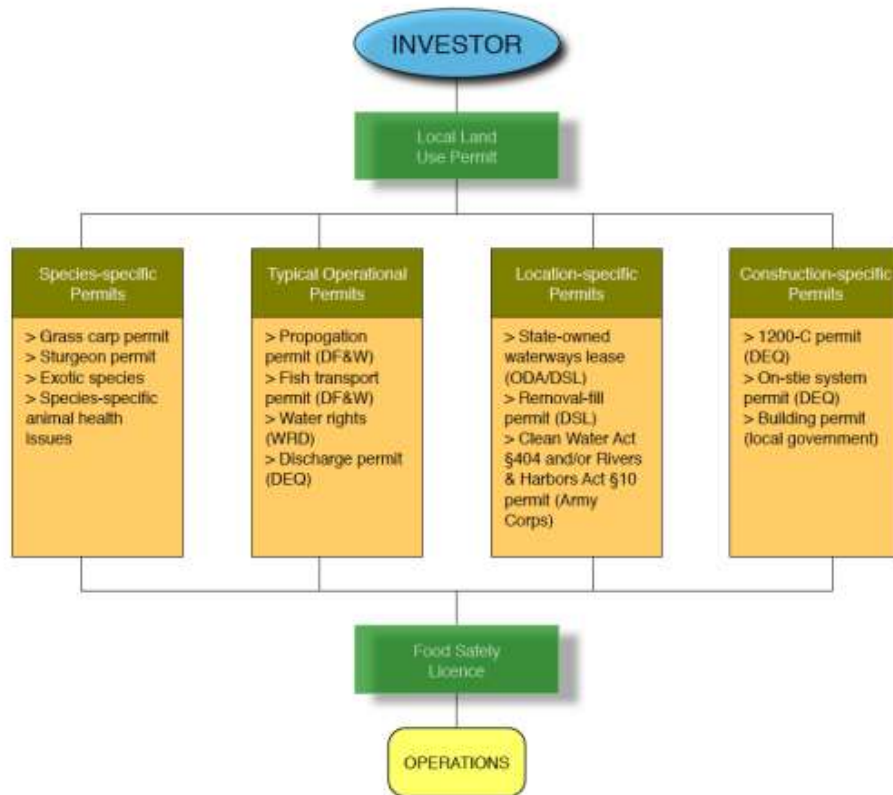 INVESTOR
Local Land
Use Permit
Species-specific
Permits
> Grass carp permit
> Sturgeon permit
> Exotic species
> Species-specific
animal health
issues
Typical Operational
Permits
> Propogation
permit (DF&W)
> Fish transport
permit (DF&W)
> Water rights
(WRD)
> Discharge permit
(DEQ)
Location-specific
Permits
> State-owned
waterways lease
(ODA/DSL)
> Removal-fill
permit (DSL)
> Clean Water Act
§404 and/or Rivers
& Harbors Act §10
permit (Army
Corps)
Construction-specific
Permits
> 1200-C permit
(DEQ)
> On-stie system
permit (DEQ)
> Building permit
(local government)
Food Safety
Licence
OPERATIONS